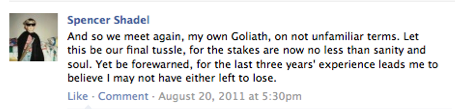 Spencer Shadel
And so we meet again, my own Goliath, on not unfamiliar terms. Let
this be our final tussle, for the stakes are now no less than sanity and
soul. Yet be forewarned, for the last three years' experience leads me to
believe I may not have either left to lose.
Like · Comment · August 20, 2011 at 5:30pm